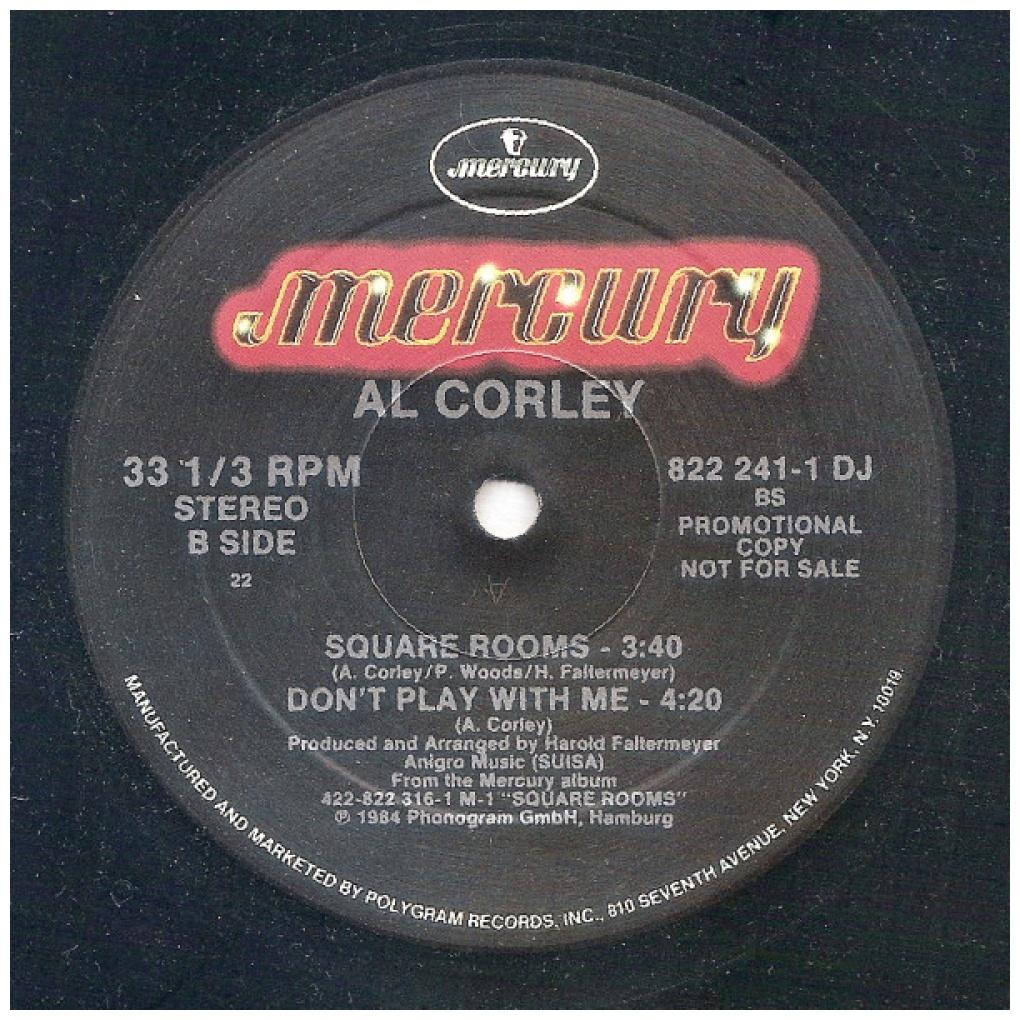 mercury
mercury
AL CORLEY
33 1/3 RPM
STEREO
B SIDE
22
822 241-1 DJ
BS
PROMOTIONAL
COPY
NOT FOR SALE
SQUARE ROOMS - 3:40
(A. Corley/P. Woods/H. Faltermeyer)
DON'T PLAY WITH ME - 4:20
(A. Corley)
Produced and Arranged by Harold Faltermeyer
Anigro Music (SUISA)
From the Mercury album
422-822 316-1 M-1 "SQUARE ROOMS"
℗ 1984 Phonogram GmbH, Hamburg
MANUFACTURED AND MARKETED BY POLYGRAM RECORDS, INC., 810 SEVENTH AVENUE, NEW YORK, N.Y. 10019